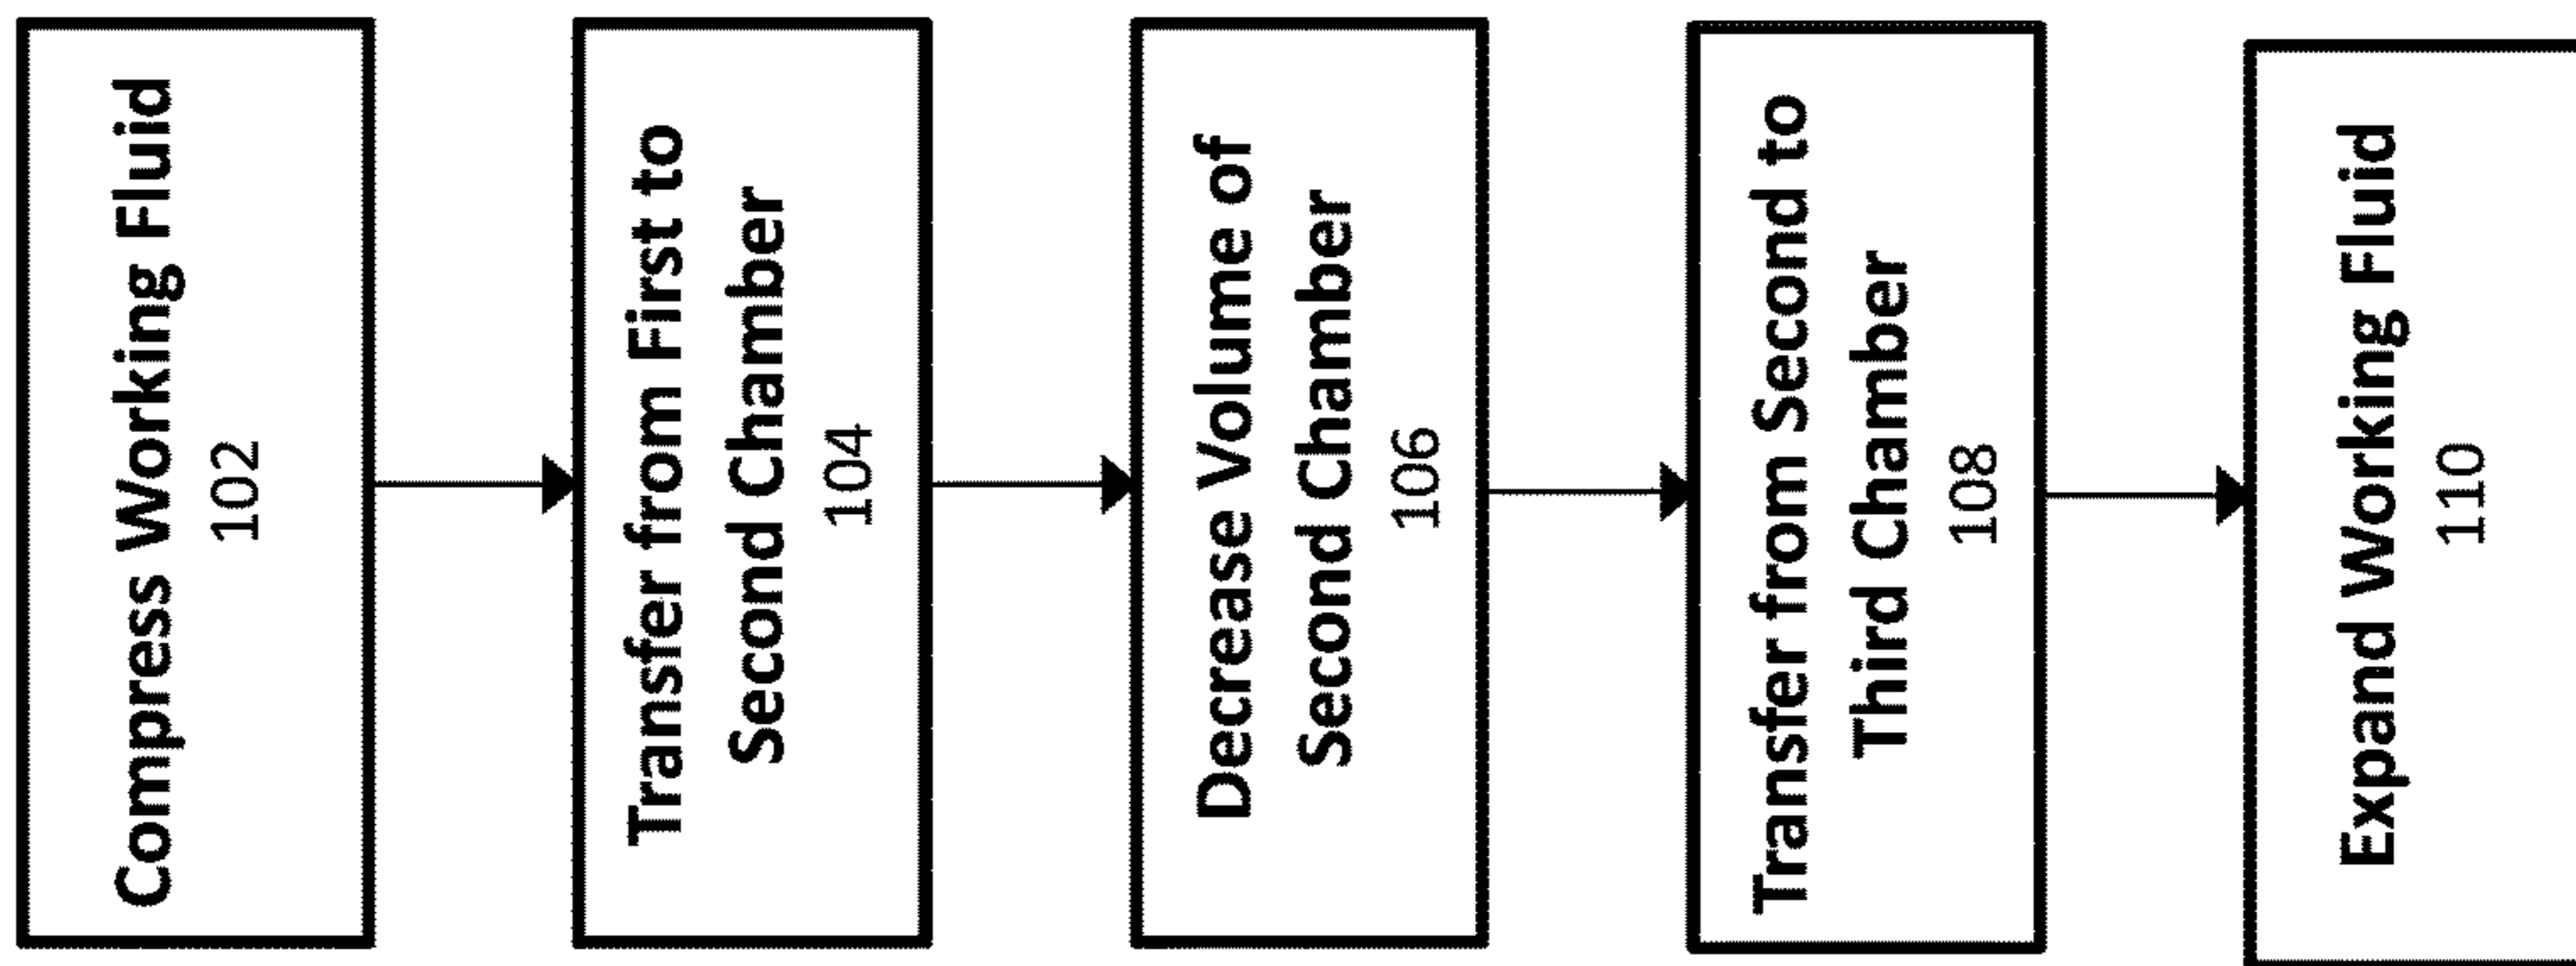 Compress Working Fluid
102
Transfer from First to
Second Chamber
104
Decrease Volume of
Second Chamber
106
Transfer from Second to
Third Chamber
108
Expand Working Fluid
110